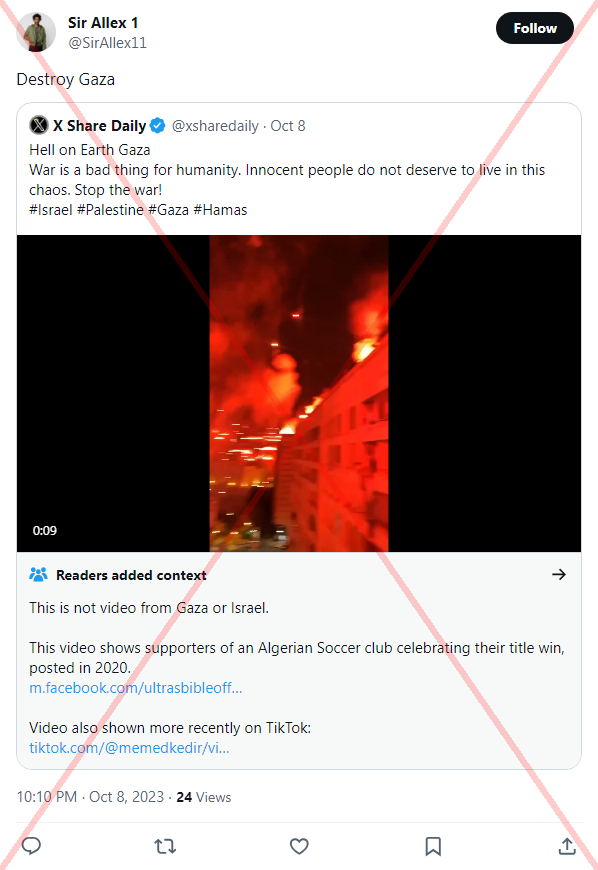 Sir Allex 1
@SirAllex11
Follow
Destroy Gaza
X Share Daily @xsharedaily · Oct 8
Hell on Earth Gaza
War is a bad thing for humanity. Innocent people do not deserve to live in this
chaos. Stop the war!
#Israel #Palestine #Gaza #Hamas
0:09
Readers added context
This is not video from Gaza or Israel.
This video shows supporters of an Algerian Soccer club celebrating their title win,
posted in 2020.
m.facebook.com/ultrasbibleoff...
Video also shown more recently on TikTok:
tiktok.com/@memedkedir/vi...
10:10 PM · Oct 8, 2023 · 24 Views